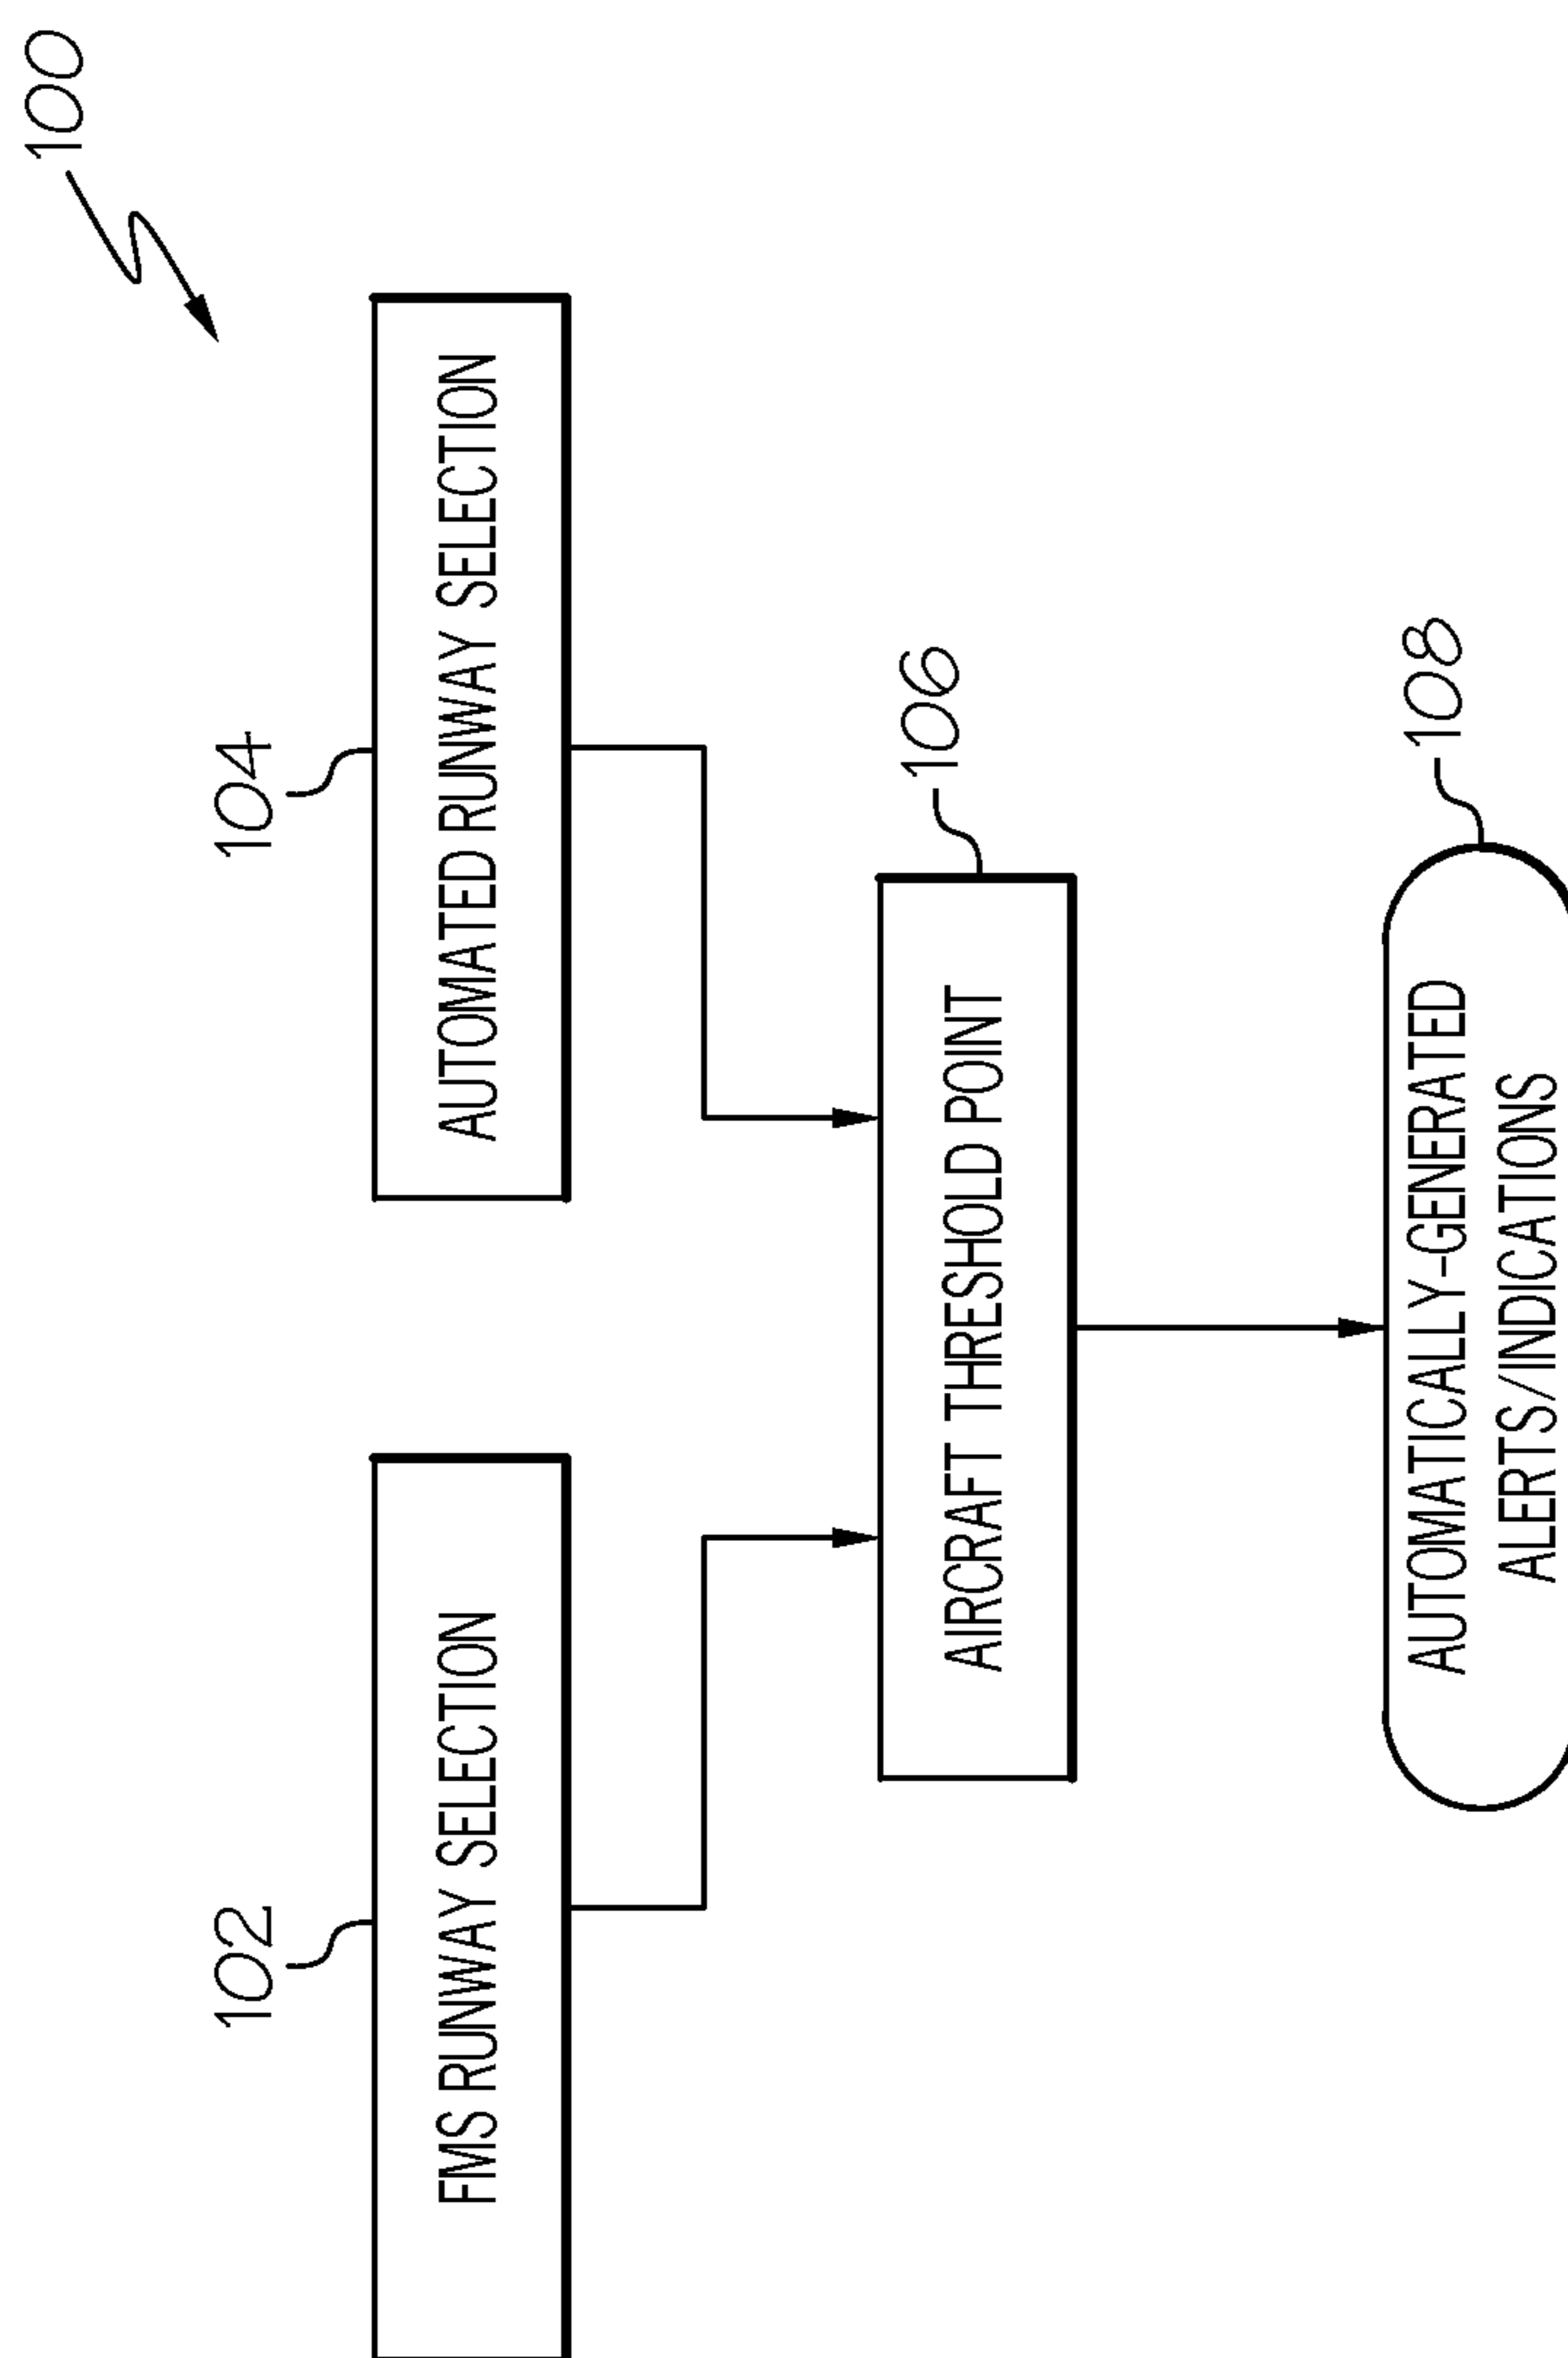 100
102
104
FMS RUNWAY SELECTION
AUTOMATED RUNWAY SELECTION
106
AIRCRAFT THRESHOLD POINT
108
AUTOMATICALLY-GENERATED
ALERTS/INDICATIONS